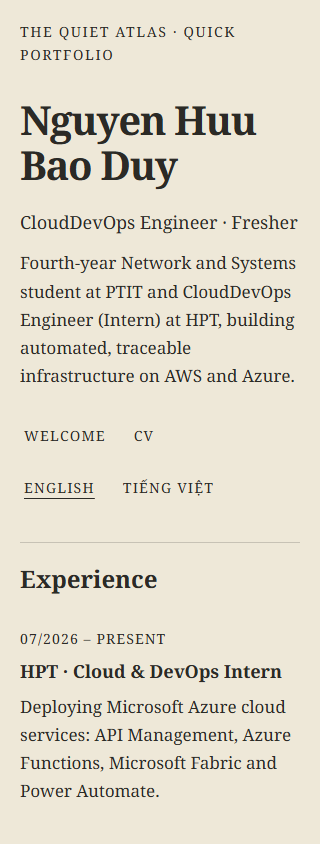 THE QUIET ATLAS · QUICK
PORTFOLIO
Nguyen Huu
Bao Duy
CloudDevOps Engineer · Fresher
Fourth-year Network and Systems
student at PTIT and CloudDevOps
Engineer (Intern) at HPT, building
automated, traceable
infrastructure on AWS and Azure.
WELCOME CV
ENGLISH TIẾNG VIỆT
Experience
07/2026 – PRESENT
HPT · Cloud & DevOps Intern
Deploying Microsoft Azure cloud
services: API Management, Azure
Functions, Microsoft Fabric and
Power Automate.